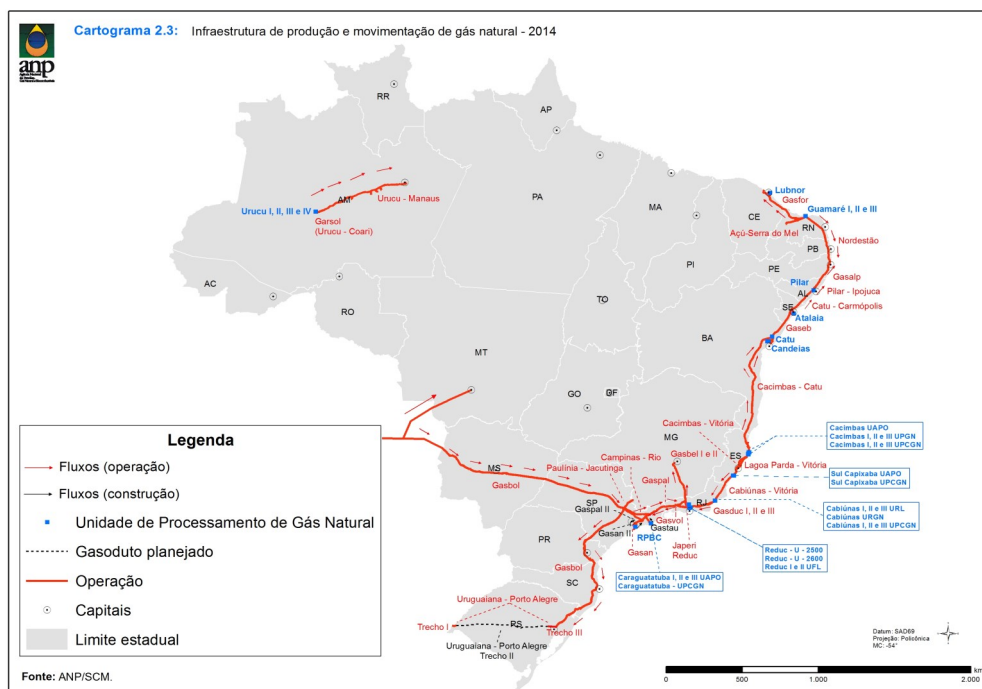 Cartograma 2.3: Infraestrutura de produção e movimentação de gás natural - 2014
anp
RR
AP
AM
PA
Urucu - Manaus
Urucu I, II, III e IV
Garsol
(Urucu - Coari)
MA
CE
Lubnor
Gasfor
Guamaré I, II e III
Açú-Serra do Mel
RN
Nordestão
PB
PI
PE
Gasalp
AC
RO
TO
Pilar
AL
Pilar - Ipojuca
SE
Catu - Carmópolis
Atalaia
Gaseb
BA
Catu
Candeias
MT
GO
DF
Cacimbas - Catu
MG
Cacimbas - Vitória
Cacimbas UAPO
Cacimbas I, II e III UPGN
Cacimbas I, II e III UPCGN
ES
Gasbel I e II
Lagoa Parda - Vitória
Campinas - Rio
Paulínia - Jacutinga
Gaspal
Sul Capixaba UAPO
Sul Capixaba UPCGN
MS
Gasbol
Cabiúnas - Vitória
SP
Gaspal II
RJ
Gasduc I, II e III
Cabiúnas I, II e III URL
Cabiúnas URGN
Cabiúnas I, II e III UPCGN
Gasvol
Gastau
Gasan II
RPBC
Gasan
Japeri
Reduc
Reduc - U - 2500
Reduc - U - 2600
Reduc I e II UFL
PR
Gasbol
Caraguatatuba I, II e III UAPO
Caraguatatuba - UPCGN
SC
Uruguaiana - Porto Alegre
RS
Trecho I
Trecho III
Uruguaiana - Porto Alegre
Trecho II
Legenda
Fluxos (operação)
Fluxos (construção)
Unidade de Processamento de Gás Natural
Gasoduto planejado
Operação
Capitais
Limite estadual
Datum: SAD69
Projeção: Policônica
MC: -54°
km
0 500 1.000 2.000
Fonte: ANP/SCM.